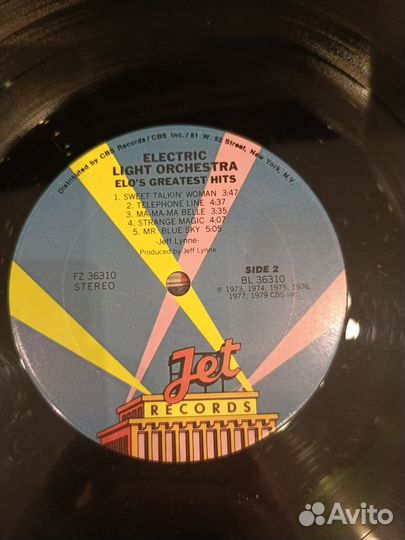 Distributed by CBS Records / CBS Inc. / 51 W. 52 Street, New York, N.Y.
ELECTRIC
LIGHT ORCHESTRA
ELO'S GREATEST HITS
1. SWEET TALKIN' WOMAN 3:47
2. TELEPHONE LINE 4:37
3. MA-MA-MA BELLE 3:35
4. STRANGE MAGIC 4:07
5. MR. BLUE SKY 5:05
-Jeff Lynne-
Produced by Jeff Lynne
FZ 36310
STEREO
SIDE 2
BL 36310
℗ 1973, 1974, 1975, 1976,
1977, 1979 CBS Inc.
Jet
RECORDS
Avito